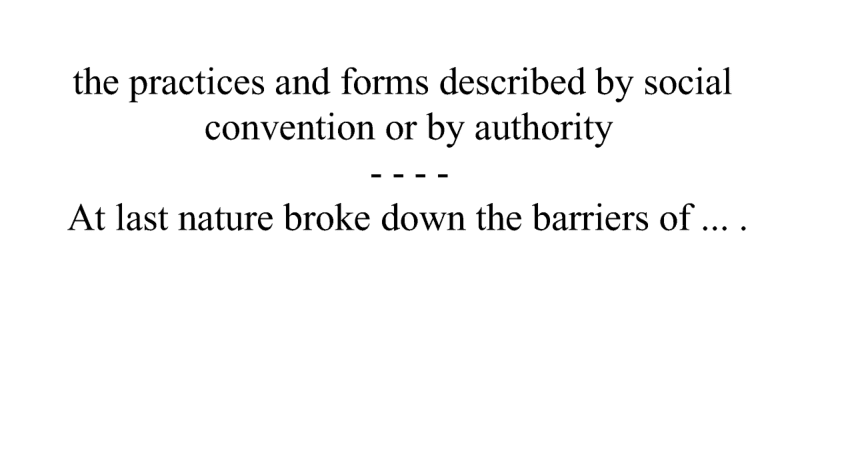 the practices and forms described by social
convention or by authority
- - - -
At last nature broke down the barriers of ... .